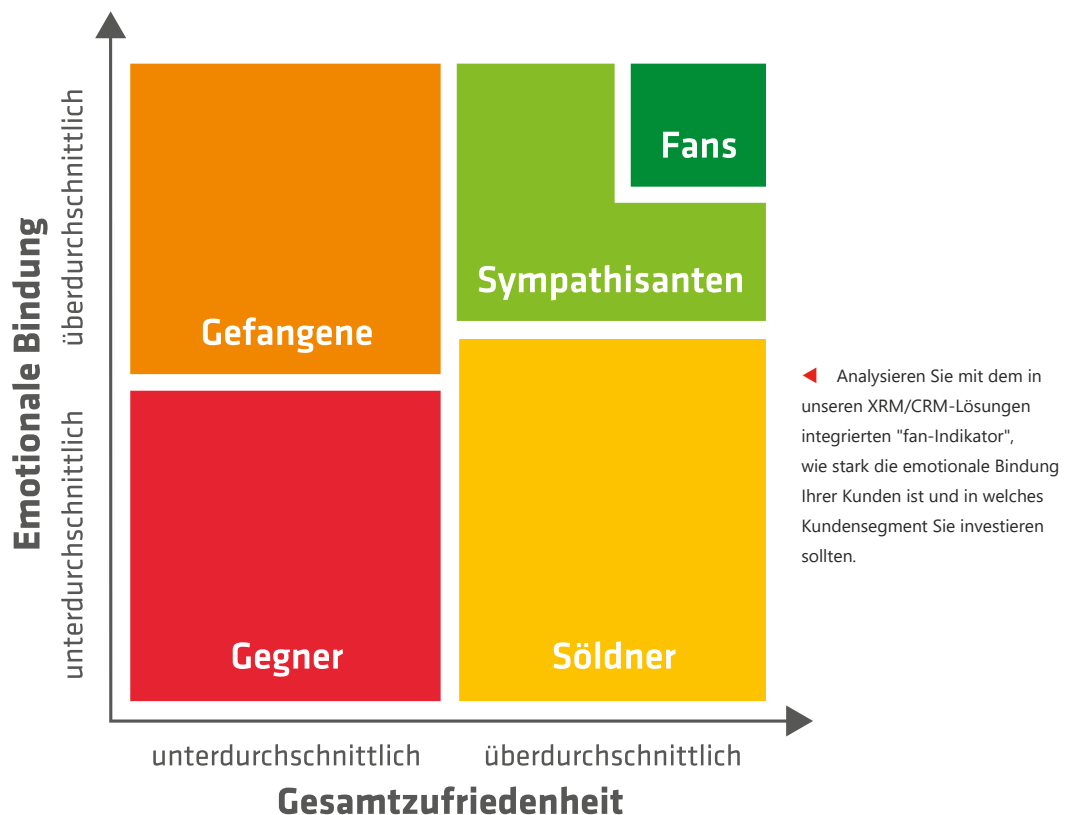 Emotionale Bindung
überdurchschnittlich
unterdurchschnittlich
Fans
Sympathisanten
Gefangene
Gegner
Söldner
unterdurchschnittlich
überdurchschnittlich
Gesamtzufriedenheit
Analysieren Sie mit dem in
unseren XRM/CRM-Lösungen
integrierten "fan-Indikator",
wie stark die emotionale Bindung
Ihrer Kunden ist und in welches
Kundensegment Sie investieren
sollten.